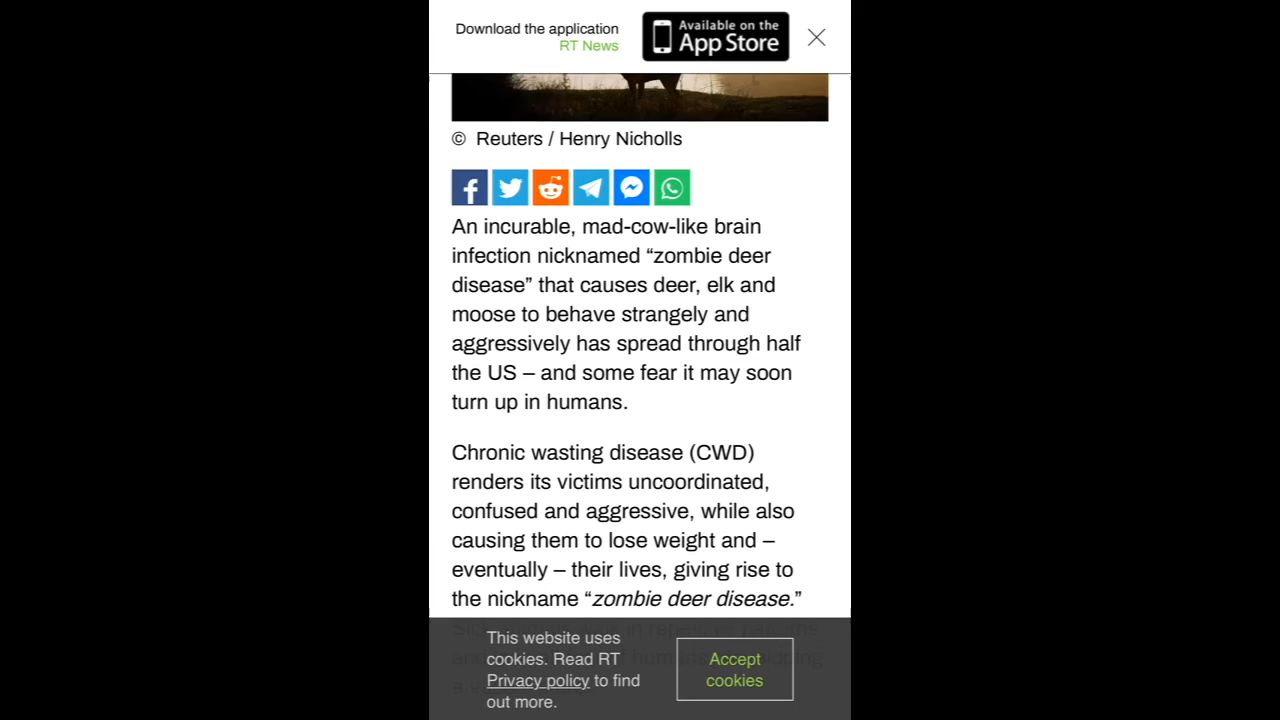 Download the application
RT News
Available on the
App Store
© Reuters / Henry Nicholls
An incurable, mad-cow-like brain
infection nicknamed “zombie deer
disease” that causes deer, elk and
moose to behave strangely and
aggressively has spread through half
the US – and some fear it may soon
turn up in humans.
Chronic wasting disease (CWD)
renders its victims uncoordinated,
confused and aggressive, while also
causing them to lose weight and –
eventually – their lives, giving rise to
the nickname “zombie deer disease.”
This website uses
cookies. Read RT
Privacy policy to find
out more.
Accept
cookies